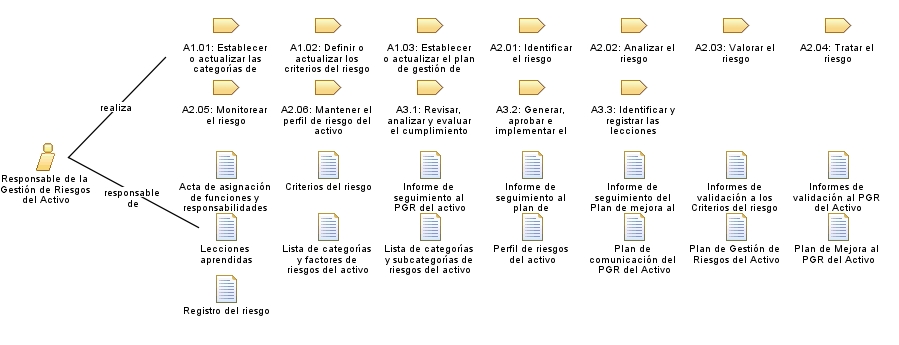 A1.01: Establecer
o actualizar las
categorías de
A1.02: Definir o
actualizar los
criterios del riesgo
A1.03: Establecer
o actualizar el plan
de gestión de
A2.01: Identificar
el riesgo
A2.02: Analizar el
riesgo
A2.03: Valorar el
riesgo
A2.04: Tratar el
riesgo
A2.05: Monitorear
el riesgo
A2.06: Mantener el
perfil de riesgo del
activo
A3.1: Revisar,
analizar y evaluar
el cumplimiento
A3.2: Generar,
aprobar e
implementar el
A3.3: Identificar y
registrar las
lecciones
realiza
Responsable de la
Gestión de Riesgos
del Activo
responsable
de
Acta de asignación
de funciones y
responsabilidades
Criterios del riesgo
Informe de
seguimiento al
PGR del activo
Informe de
seguimiento al
plan de
Informe de
seguimiento del
Plan de mejora al
Informes de
validación a los
Criterios del riesgo
Informes de
validación al PGR
del Activo
Lecciones
aprendidas
Lista de categorías
y factores de
riesgos del activo
Lista de categorías
y subcategorías de
riesgos del activo
Perfil de riesgos
del activo
Plan de
comunicación del
PGR del Activo
Plan de Gestión de
Riesgos del Activo
Plan de Mejora al
PGR del Activo
Registro del riesgo